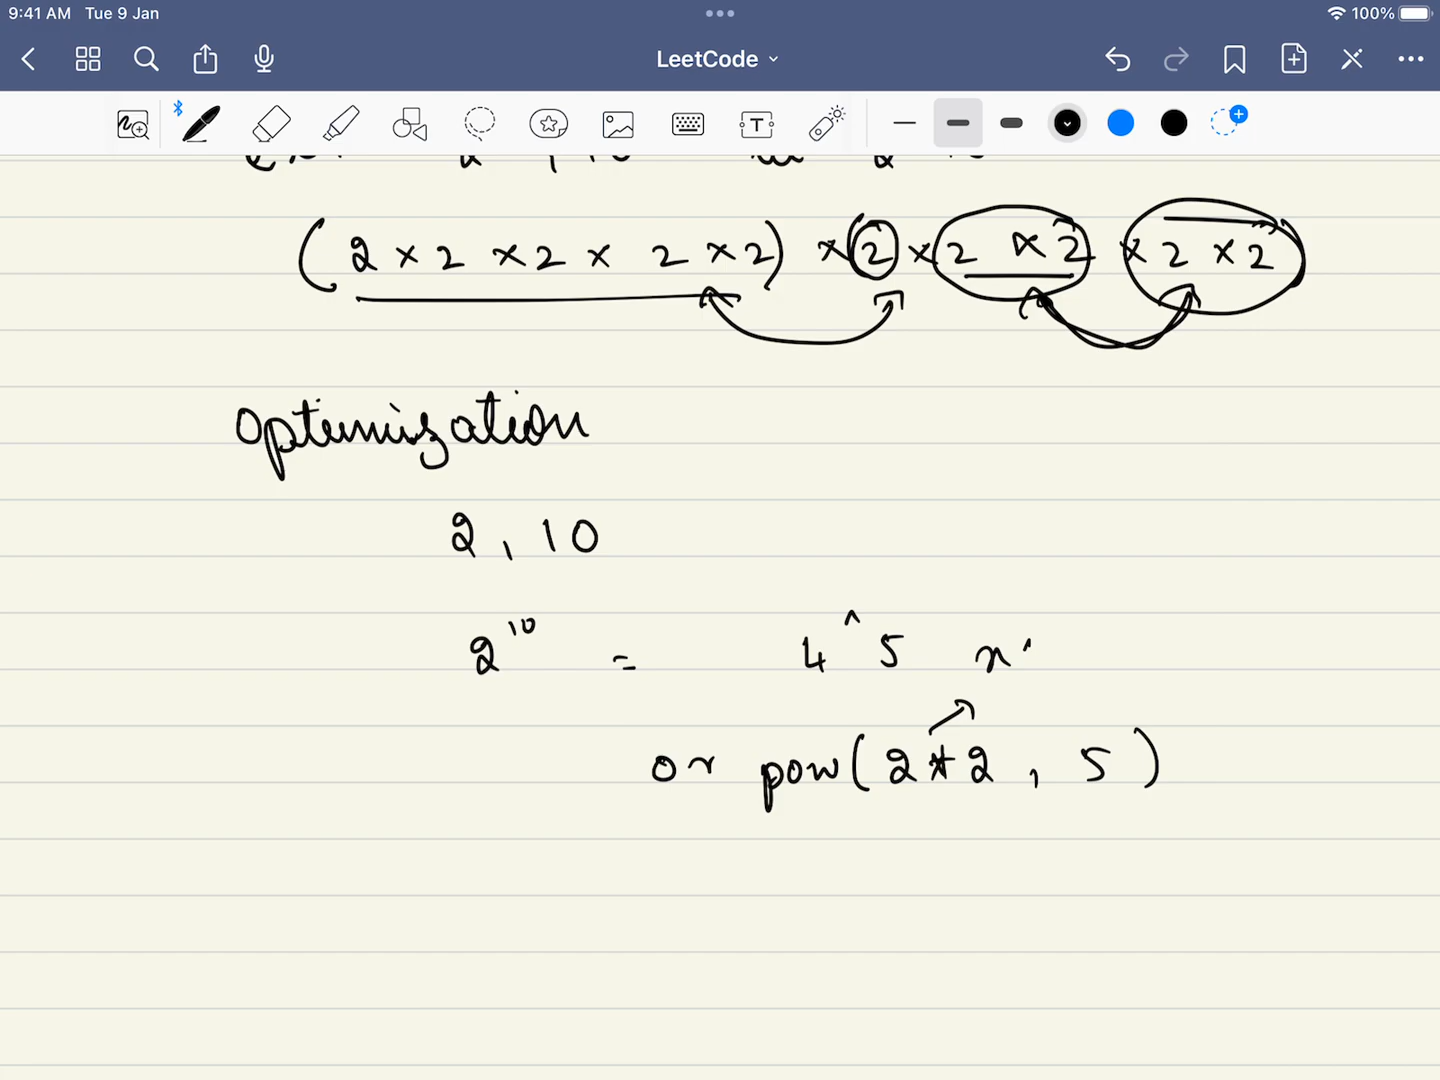 9:41 AM Tue 9 Jan 100%
LeetCode
T
(2 × 2 × 2 × 2 × 2) × (2) × 2 × 2 × 2 × 2)
Optimization
2, 10
2^10 = 4 ^ 5 x
or pow(2*2, 5)